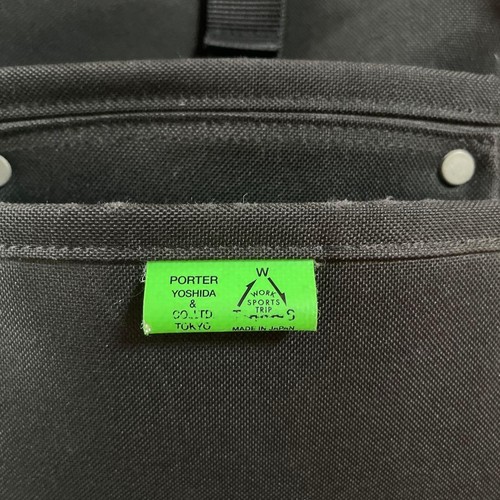 PORTER
YOSHIDA
&
CO.,LTD.
TOKYO
W
WORK
SPORTS
TRIP
T S
MADE IN JAPAN